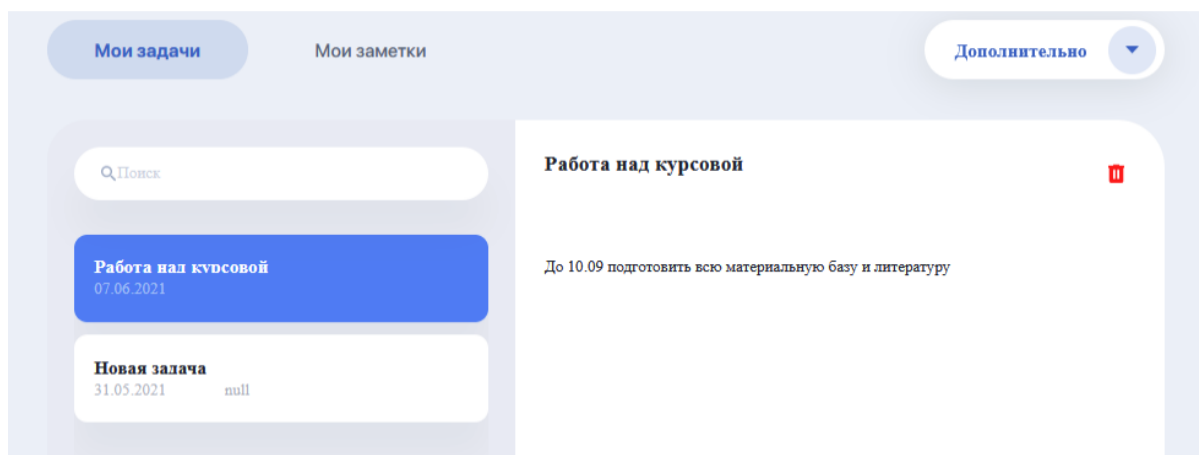 Мои задачи
Мои заметки
Дополнительно
Поиск
Работа над курсовой
07.06.2021
Новая задача
31.05.2021 null
Работа над курсовой
До 10.09 подготовить всю материальную базу и литературу